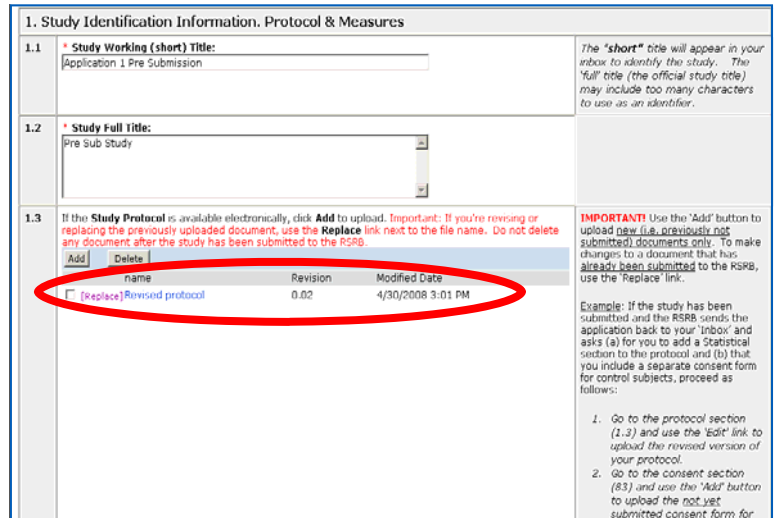 1. Study Identification Information. Protocol & Measures
1.1
* Study Working (short) Title:
Application 1 Pre Submission
The "short" title will appear in your
inbox to identify the study. The
'full' title (the official study title)
may include too many characters
to use as an identifier.
1.2
* Study Full Title:
Pre Sub Study
1.3
If the Study Protocol is available electronically, click Add to upload. Important: If you're revising or
replacing the previously uploaded document, use the Replace link next to the file name. Do not delete
any document after the study has been submitted to the RSRB.
Add Delete
name Revision Modified Date
[Replace] Revised protocol 0.02 4/30/2008 3:01 PM
IMPORTANT! Use the 'Add' button to
upload new (i.e. previously not
submitted) documents only. To make
changes to a document that has
already been submitted to the RSRB,
use the 'Replace' link.
Example: If the study has been
submitted and the RSRB sends the
application back to your 'Inbox' and
asks (a) for you to add a Statistical
section to the protocol and (b) that
you include a separate consent form
for control subjects, proceed as
follows:
1. Go to the protocol section
(1.3) and use the 'Edit' link to
upload the revised version of
your protocol.
2. Go to the consent section
(83) and use the 'Add' button
to upload the not yet
submitted consent form for